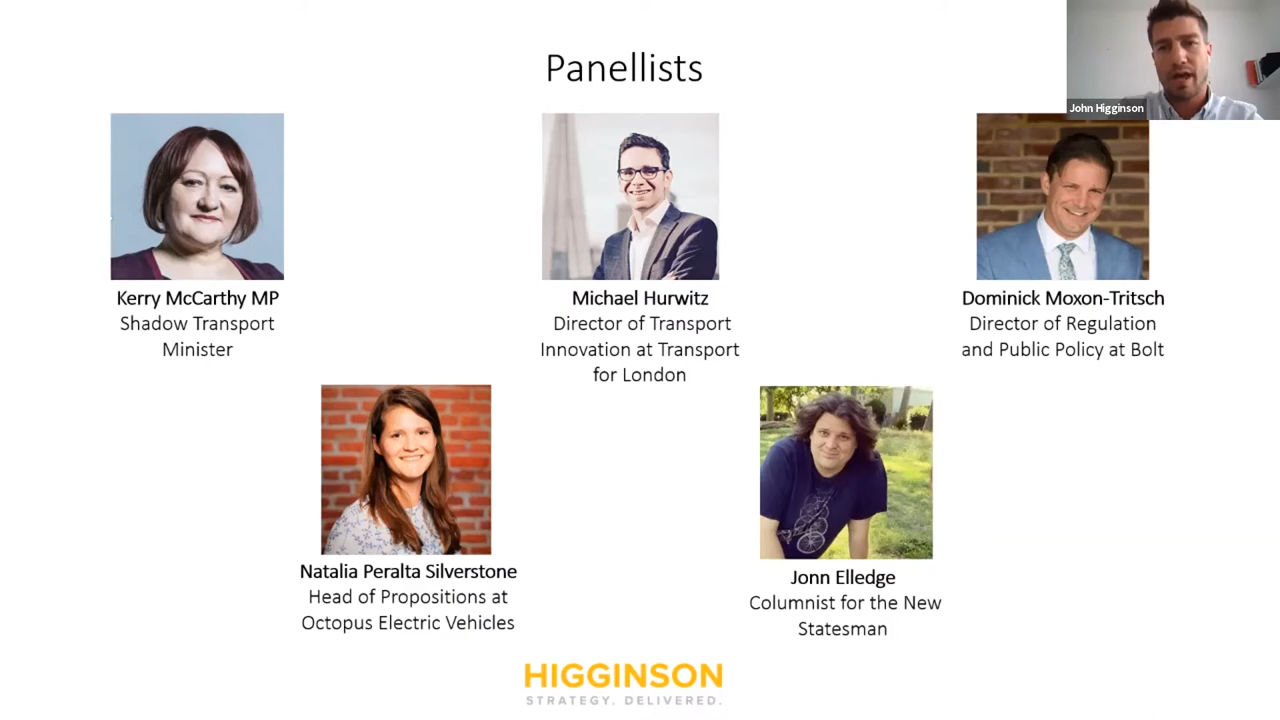 Panellists
John Higginson
Kerry McCarthy MP
Shadow Transport
Minister
Michael Hurwitz
Director of Transport
Innovation at Transport
for London
Dominick Moxon-Tritsch
Director of Regulation
and Public Policy at Bolt
Natalia Peralta Silverstone
Head of Propositions at
Octopus Electric Vehicles
Jonn Elledge
Columnist for the New
Statesman
HIGGINSON
STRATEGY. DELIVERED.